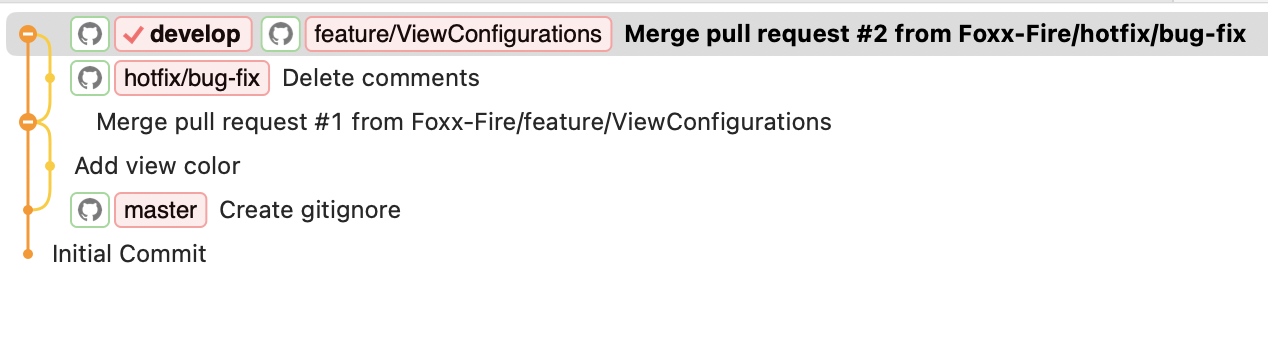 develop feature/ViewConfigurations Merge pull request #2 from Foxx-Fire/hotfix/bug-fix
hotfix/bug-fix Delete comments
Merge pull request #1 from Foxx-Fire/feature/ViewConfigurations
Add view color
master Create gitignore
Initial Commit